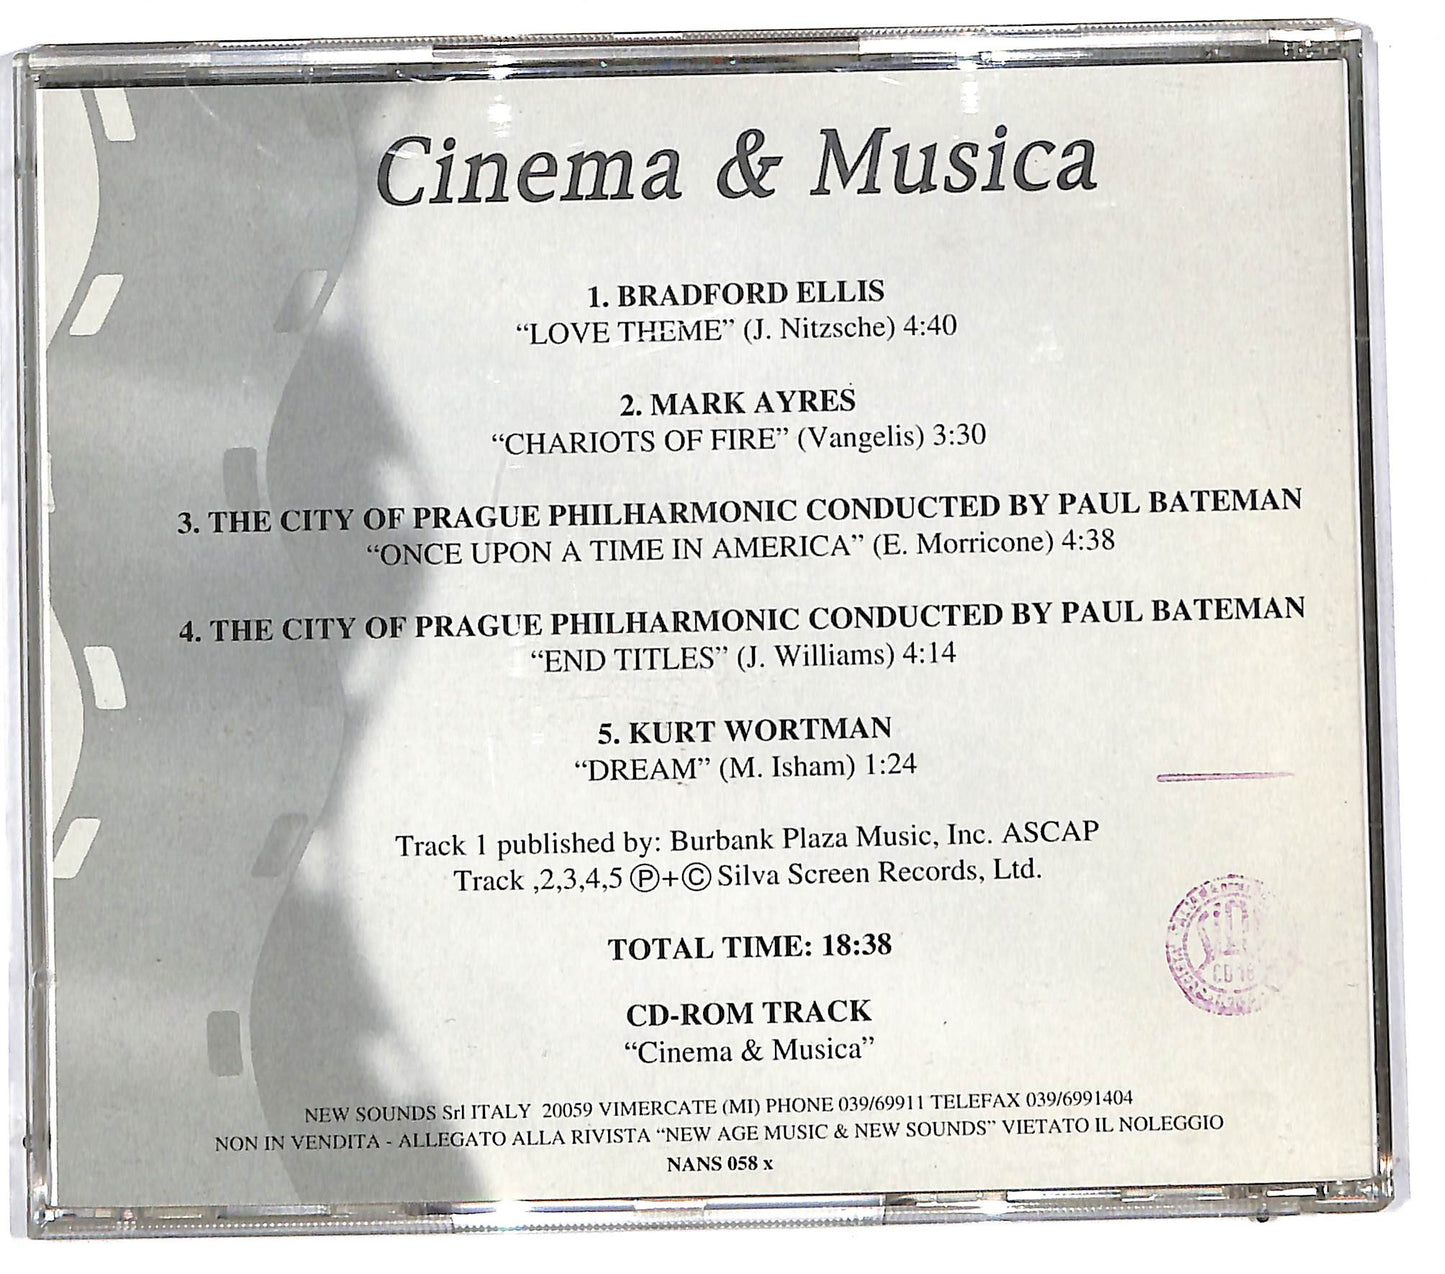 Cinema & Musica
1. BRADFORD ELLIS
“LOVE THEME” (J. Nitzsche) 4:40
2. MARK AYRES
“CHARIOTS OF FIRE” (Vangelis) 3:30
3. THE CITY OF PRAGUE PHILHARMONIC CONDUCTED BY PAUL BATEMAN
“ONCE UPON A TIME IN AMERICA” (E. Morricone) 4:38
4. THE CITY OF PRAGUE PHILHARMONIC CONDUCTED BY PAUL BATEMAN
“END TITLES” (J. Williams) 4:14
5. KURT WORTMAN
“DREAM” (M. Isham) 1:24
Track 1 published by: Burbank Plaza Music, Inc. ASCAP
Track ,2,3,4,5 Ⓟ+© Silva Screen Records, Ltd.
TOTAL TIME: 18:38
CD 16
CD-ROM TRACK
“Cinema & Musica”
NEW SOUNDS Srl ITALY 20059 VIMERCATE (MI) PHONE 039/69911 TELEFAX 039/6991404
NON IN VENDITA - ALLEGATO ALLA RIVISTA “NEW AGE MUSIC & NEW SOUNDS” VIETATO IL NOLEGGIO
NANS 058 x